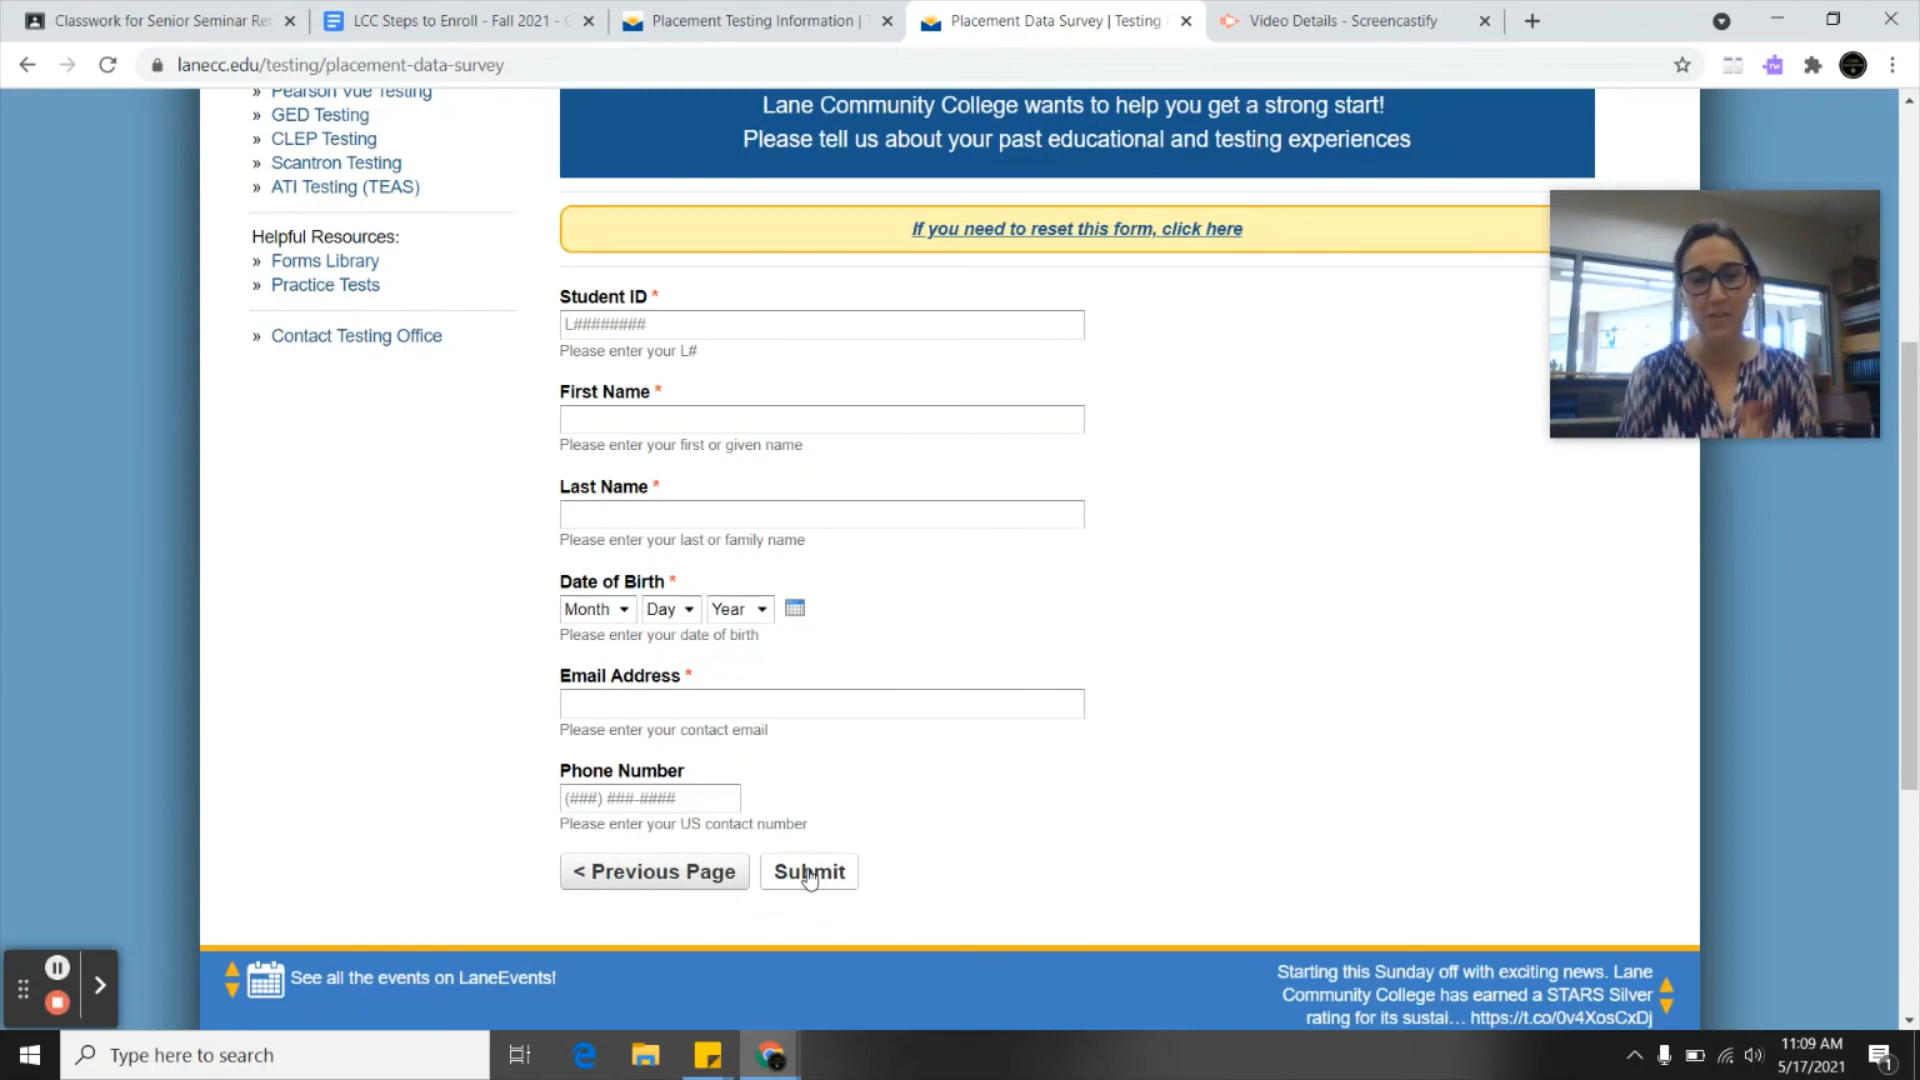 Classwork for Senior Seminar Re
LCC Steps to Enroll - Fall 2021 - G
Placement Testing Information | T
Placement Data Survey | Testing
Video Details - Screencastify
lanecc.edu/testing/placement-data-survey
» Pearson Vue Testing
» GED Testing
» CLEP Testing
» Scantron Testing
» ATI Testing (TEAS)
Helpful Resources:
» Forms Library
» Practice Tests
» Contact Testing Office
Lane Community College wants to help you get a strong start!
Please tell us about your past educational and testing experiences
If you need to reset this form, click here
Student ID *
L########
Please enter your L#
First Name *
Please enter your first or given name
Last Name *
Please enter your last or family name
Date of Birth *
Month Day Year
Please enter your date of birth
Email Address *
Please enter your contact email
Phone Number
(###) ###-####
Please enter your US contact number
< Previous Page Submit
See all the events on LaneEvents!
Starting this Sunday off with exciting news. Lane
Community College has earned a STARS Silver
rating for its sustai... https://t.co/0v4XosCxDj
Type here to search
11:09 AM
5/17/2021
1